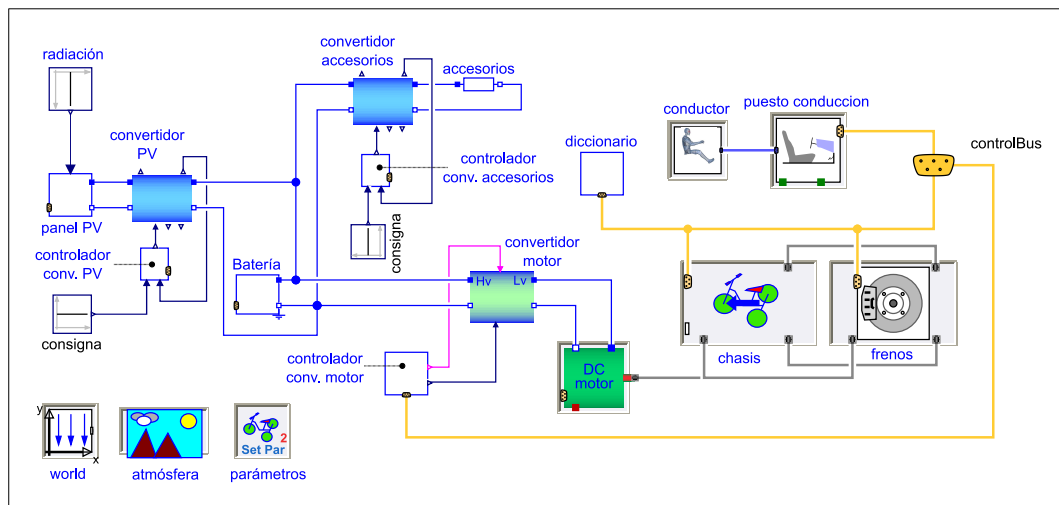 radiación
convertidor
accesorios
accesorios
convertidor
PV
panel PV
controlador
conv. PV
consigna
controlador
conv. accesorios
consigna
Batería
convertidor
motor
Hv
Lv
controlador
conv. motor
DC
motor
diccionario
conductor
puesto conduccion
controlBus
chasis
frenos
y
x
world
atmósfera
2
Set Par
parámetros